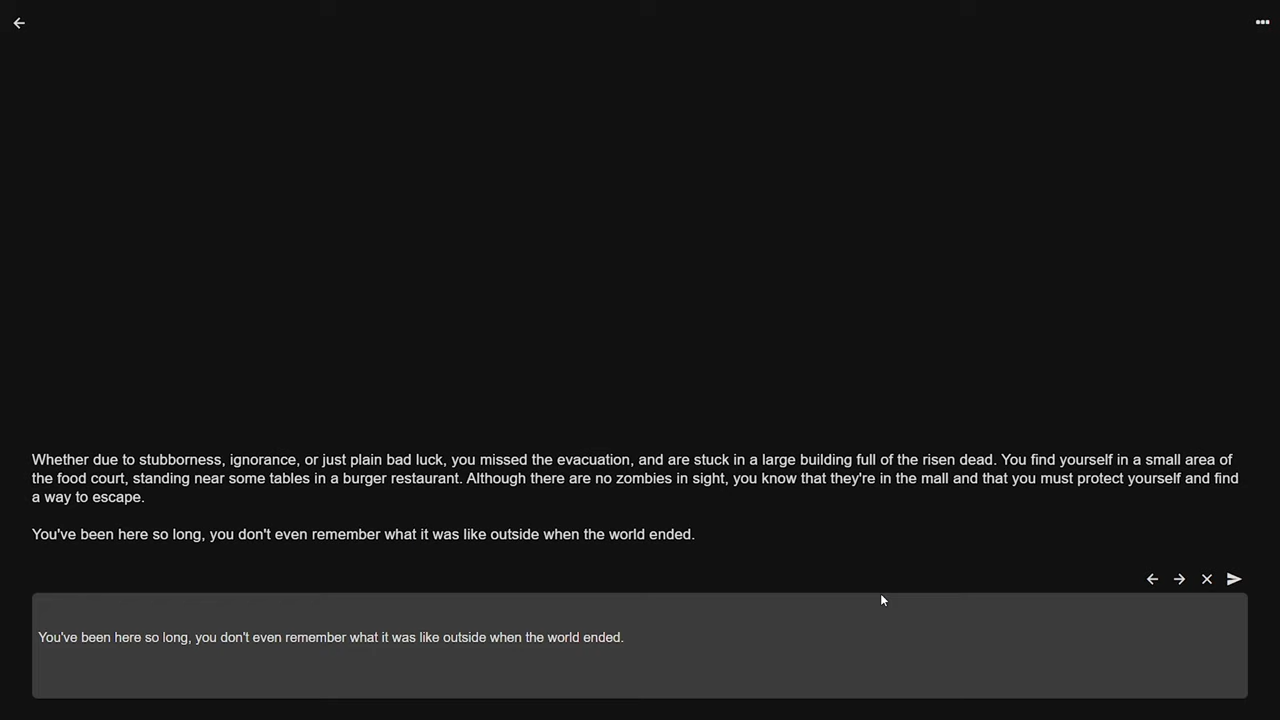 Whether due to stubborness, ignorance, or just plain bad luck, you missed the evacuation, and are stuck in a large building full of the risen dead. You find yourself in a small area of
the food court, standing near some tables in a burger restaurant. Although there are no zombies in sight, you know that they're in the mall and that you must protect yourself and find
a way to escape.
You've been here so long, you don't even remember what it was like outside when the world ended.
You've been here so long, you don't even remember what it was like outside when the world ended.